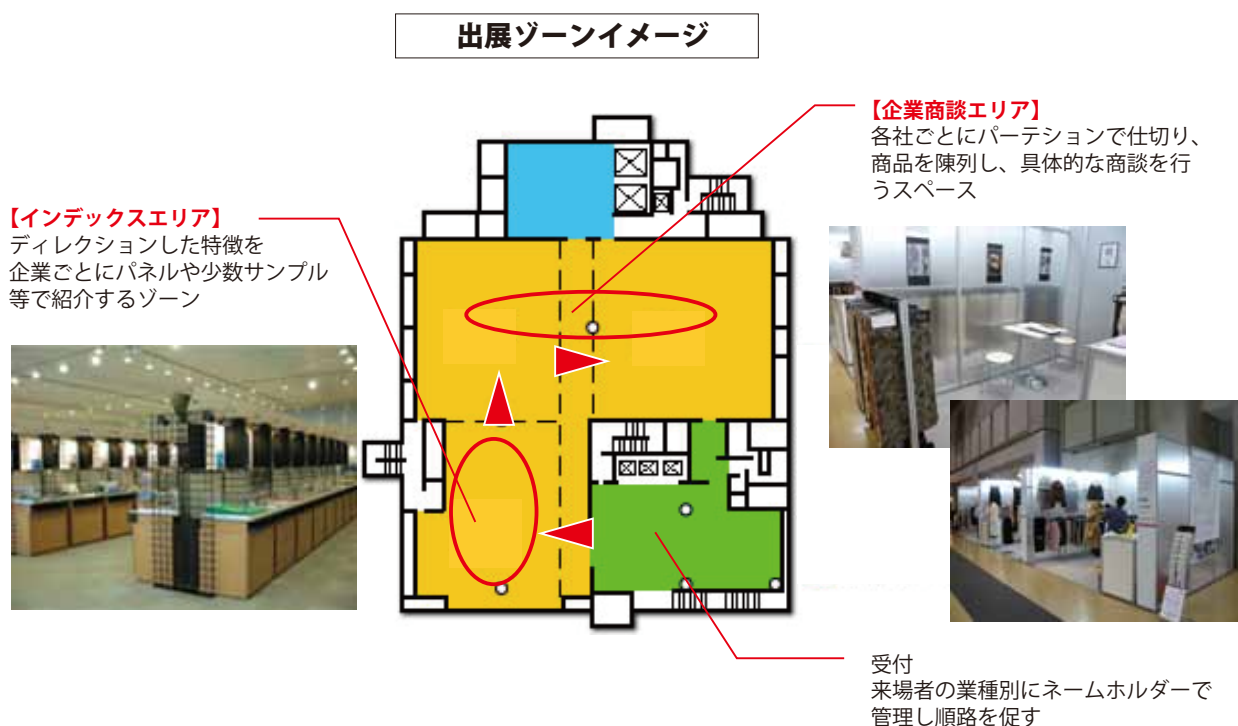 出展ゾーンイメージ
【企業商談エリア】
各社ごとにパーテションで仕切り、
商品を陳列し、具体的な商談を行
うスペース
【インデックスエリア】
ディレクションした特徴を
企業ごとにパネルや少数サンプル
等で紹介するゾーン
受付
来場者の業種別にネームホルダーで
管理し順路を促す